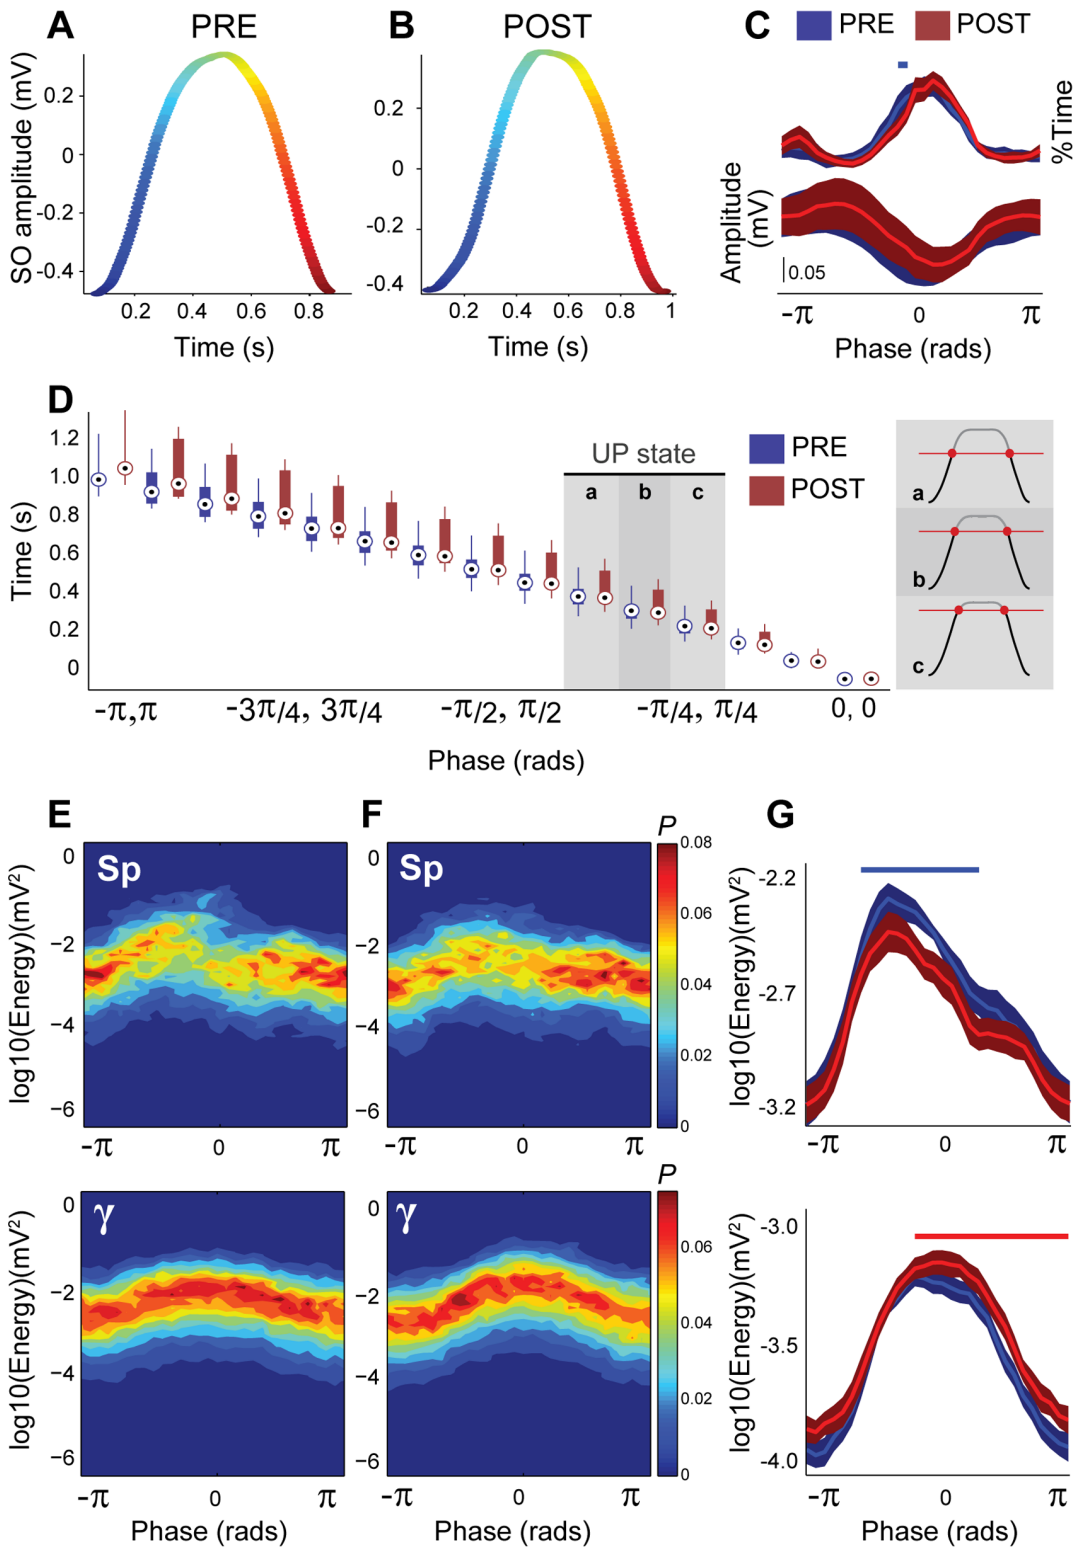 A PRE
SO amplitude (mV)
0.2
0
-0.2
-0.4
0.2 0.4 0.6 0.8
Time (s)
B POST
0.2
0
-0.2
-0.4
0.2 0.4 0.6 0.8 1
Time (s)
C PRE POST
%Time
Amplitude
(mV)
0.05
-π 0 π
Phase (rads)
D
Time (s)
1.2
1.0
0.8
0.6
0.4
0.2
0
UP state
a b c
PRE
POST
a
b
c
-π,π -3π/4, 3π/4 -π/2, π/2 -π/4, π/4 0, 0
Phase (rads)
E
Sp
log10(Energy)(mV²)
0
−2
−4
−6
-π 0 π
F
Sp
0
−2
−4
−6
-π 0 π
P
0.08
0.06
0.04
0.02
0
G
log10(Energy)(mV²)
-2.2
-2.7
-3.2
-π 0 π
γ
log10(Energy)(mV²)
0
−2
−4
−6
-π 0 π
Phase (rads)
γ
0
−2
−4
−6
-π 0 π
Phase (rads)
P
0.06
0.04
0.02
0
log10(Energy)(mV²)
-3.0
-3.5
-4.0
-π 0 π
Phase (rads)